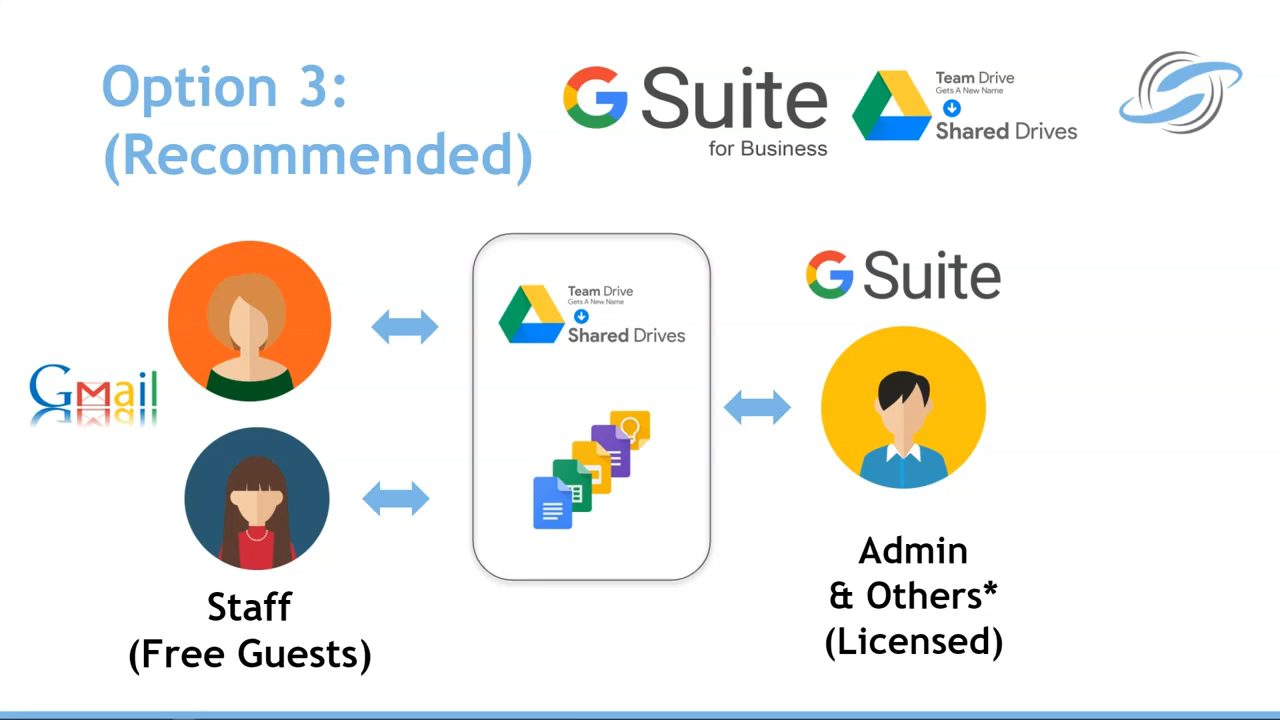 Option 3:
(Recommended)
G Suite
for Business
Team Drive
Gets A New Name
Shared Drives
Team Drive
Gets A New Name
Shared Drives
G Suite
Gmail
Staff
(Free Guests)
Admin
& Others*
(Licensed)